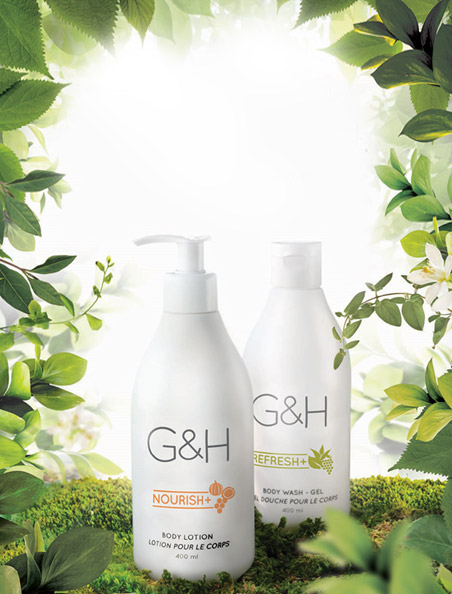 G&H
NOURISH+
BODY LOTION
LOTION POUR LE CORPS
400 ml
G&H
REFRESH+
BODY WASH - GEL
DOUCHE POUR LE CORPS
400 ml